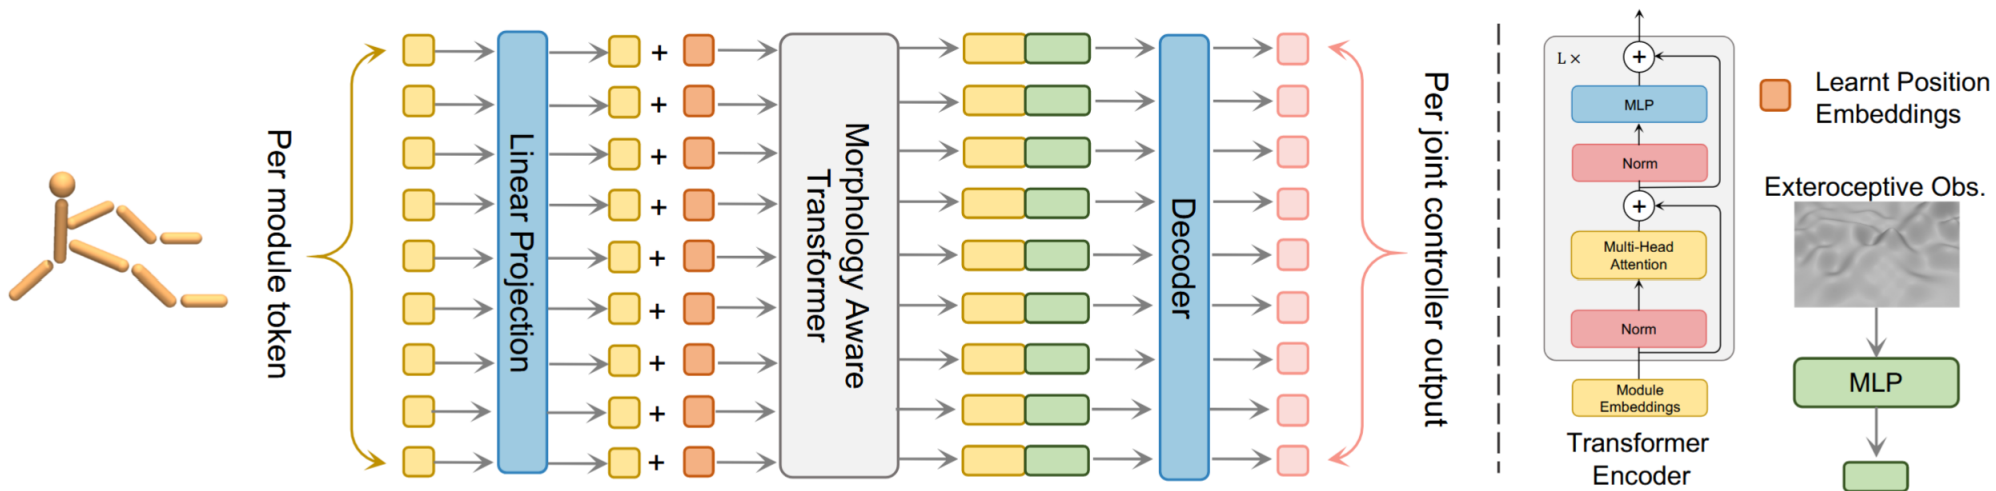 Per module token
Linear Projection
+
+
+
+
+
+
+
+
+
Morphology Aware
Transformer
Decoder
Per joint controller output
L ×
+
MLP
Norm
+
Multi-Head
Attention
Norm
Module
Embeddings
Transformer
Encoder
Learnt Position
Embeddings
Exteroceptive Obs.
MLP